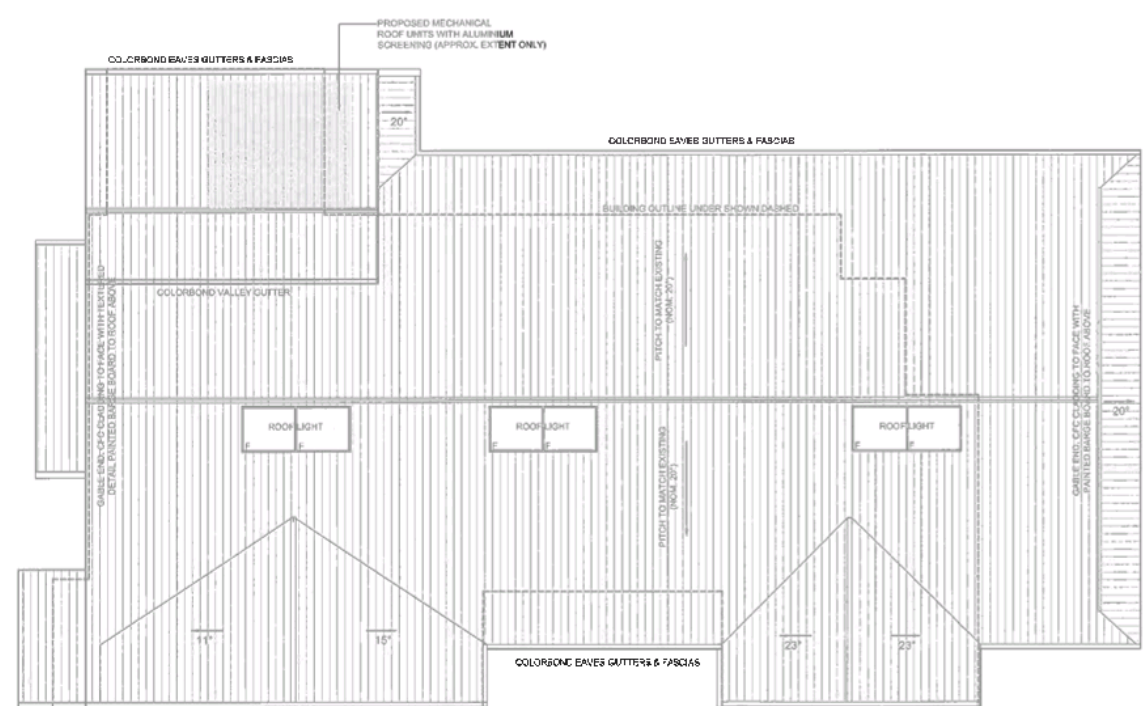 PROPOSED MECHANICAL
ROOF UNITS WITH ALUMINIUM
SCREENING (APPROX. EXTENT ONLY)
COLORBOND EAVES GUTTERS & FASCIAS
20°
COLORBOND EAVES GUTTERS & FASCIAS
BUILDING OUTLINE UNDER SHOWN DASHED
COLORBOND VALLEY GUTTER
GABLE END, CFC CLADDING TO FACE WITH TEXTURED
DETAIL PAINTED BARGE BOARD TO ROOF ABOVE
PITCH TO MATCH EXISTING
(NOM. 20°)
GABLE END, CFC CLADDING TO FACE WITH
PAINTED BARGE BOARD TO ROOF ABOVE
20°
ROOF LIGHT
F F
ROOF LIGHT
F F
ROOF LIGHT
F F
PITCH TO MATCH EXISTING
(NOM. 20°)
11°
15°
23°
23°
COLORBOND EAVES GUTTERS & FASCIAS